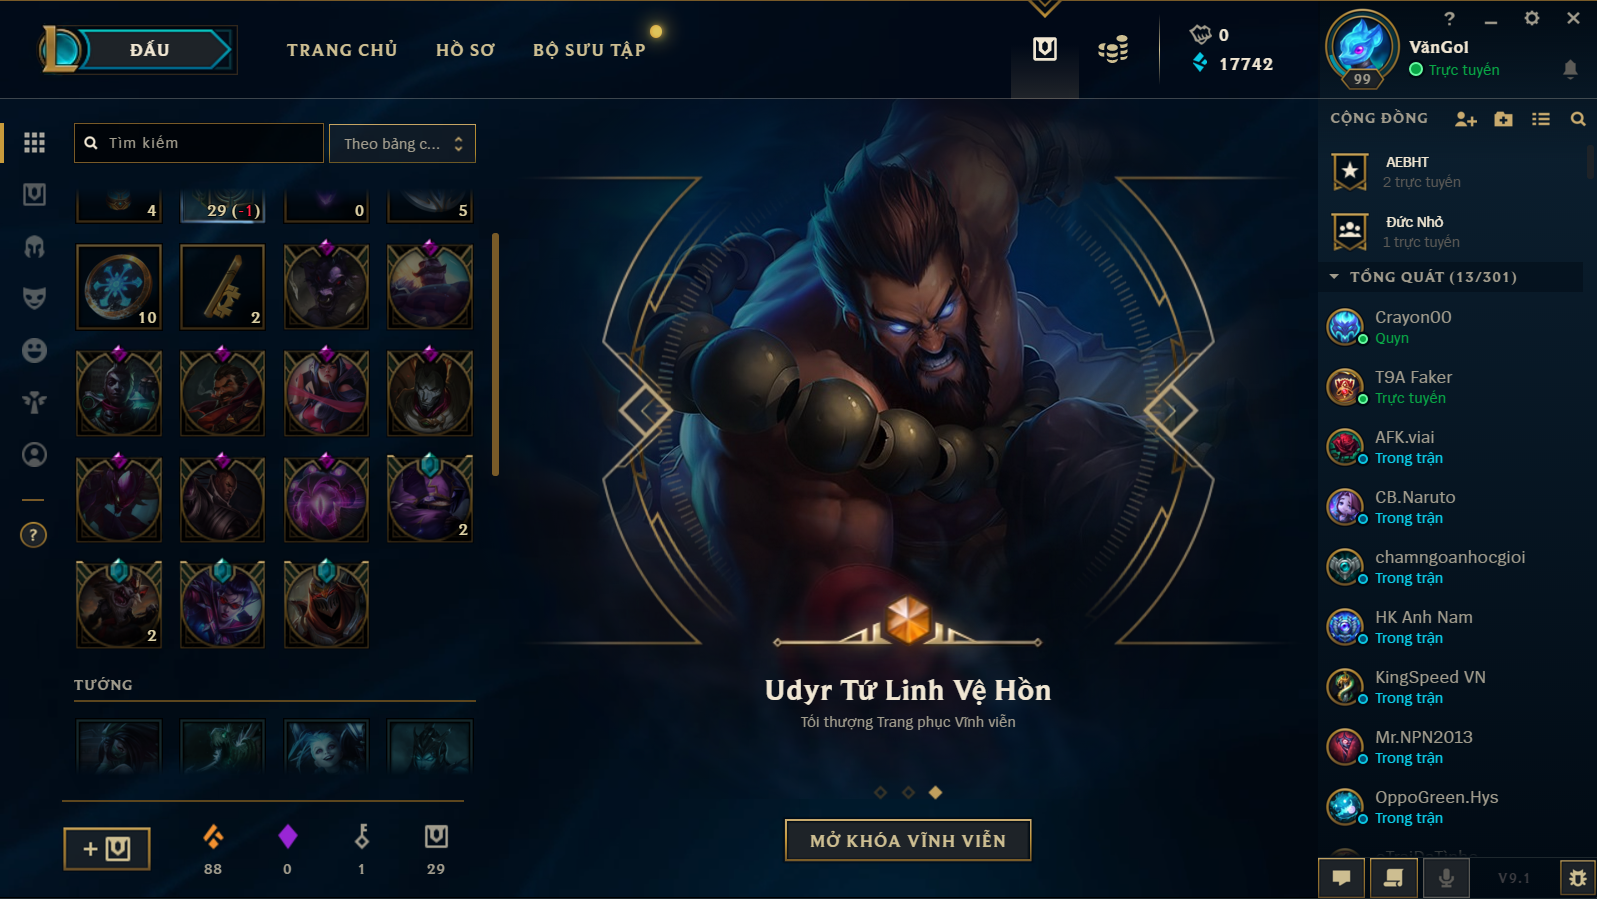 ĐẤU
TRANG CHỦ
HỒ SƠ
BỘ SƯU TẬP
0
17742
99
VănGol
Trực tuyến
?
Tìm kiếm
Theo bảng c...
4
29 (-1)
0
5
10
2
2
2
TƯỚNG
?
88
0
1
29
Udyr Tứ Linh Vệ Hồn
Tối thượng Trang phục Vĩnh viễn
MỞ KHÓA VĨNH VIỄN
CỘNG ĐỒNG
AEBHT
2 trực tuyến
Đức Nhỏ
1 trực tuyến
TỔNG QUÁT (13/301)
Crayon00
Quyn
T9A Faker
Trực tuyến
AFK.viai
Trong trận
CB.Naruto
Trong trận
chamngoanhocgioi
Trong trận
HK Anh Nam
Trong trận
KingSpeed VN
Trong trận
Mr.NPN2013
Trong trận
OppoGreen.Hys
Trong trận
V9.1